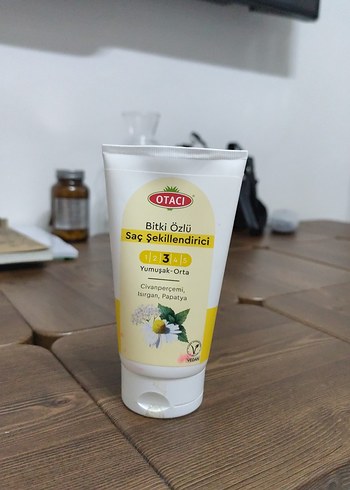 OTACI
Bitki Özlü
Saç Şekillendirici
1 2 3 4 5
Yumuşak-Orta
Civanperçemi,
Isırgan, Papatya
VEGAN